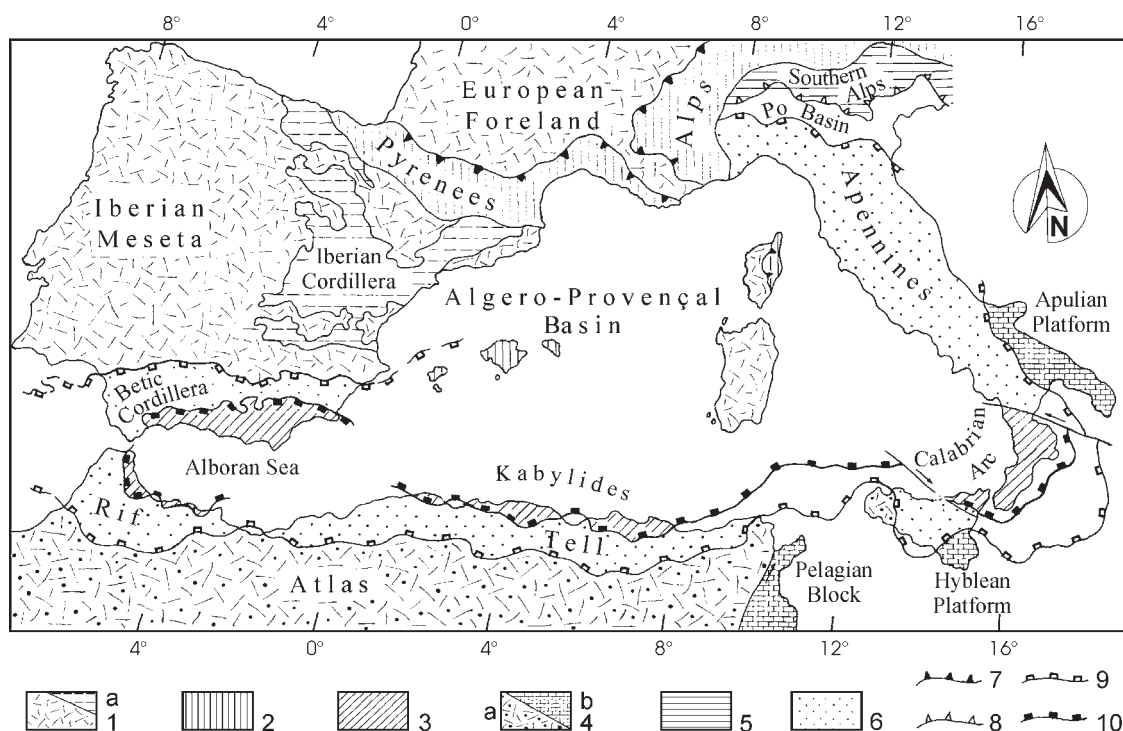 8° 4° 0° 4° 8° 12° 16°
European
Foreland
Alps
Southern
Alps
Po Basin
Pyrenees
Iberian
Meseta
Iberian
Cordillera
Apennines
N
Algero-Provençal
Basin
Apulian
Platform
Betic
Cordillera
Alboran Sea
Kabylides
Calabrian
Arc
Rif
Tell
Atlas
Pelagian
Block
Hyblean
Platform
4° 0° 4° 8° 12° 16°
a
1
2
3
a
b
4
5
6
7
8
9
10